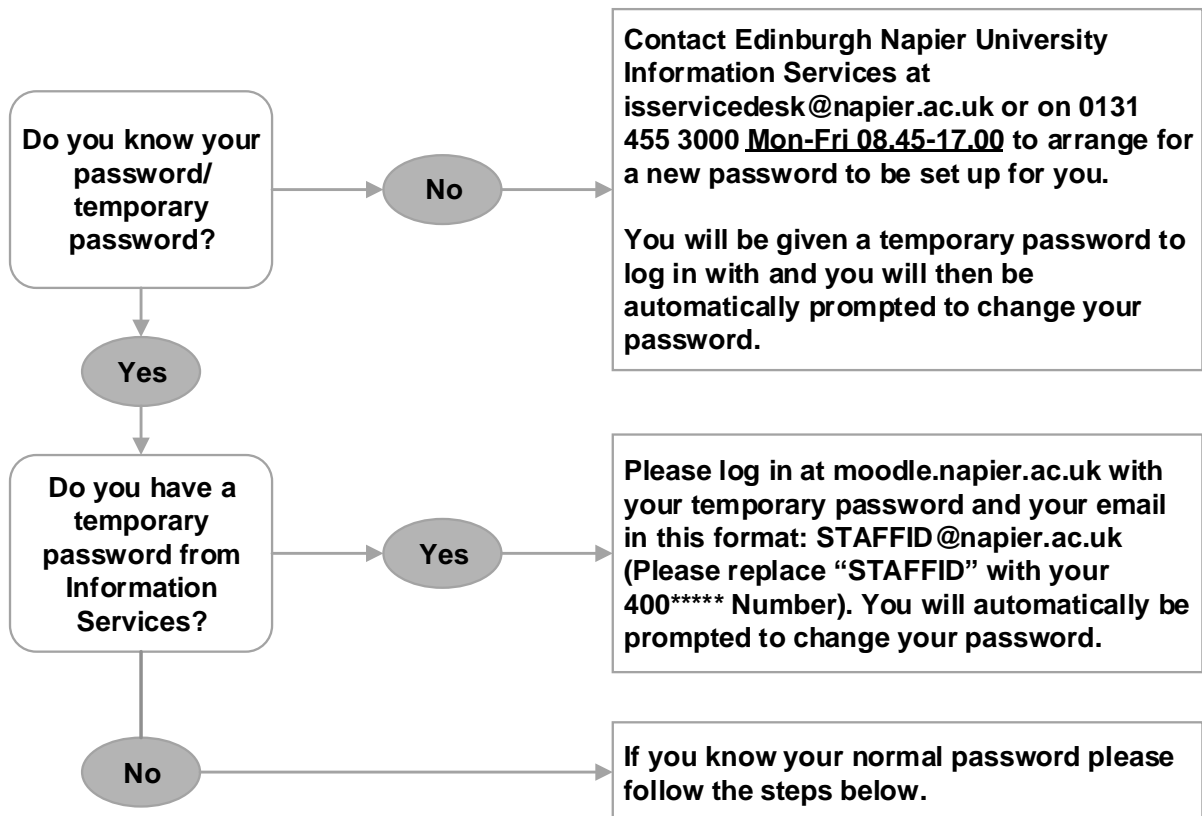 Do you know your
password/
temporary
password?
No
Contact Edinburgh Napier University
Information Services at
isservicedesk@napier.ac.uk or on 0131
455 3000 Mon-Fri 08.45-17.00 to arrange for
a new password to be set up for you.
You will be given a temporary password to
log in with and you will then be
automatically prompted to change your
password.
Yes
Do you have a
temporary
password from
Information
Services?
Yes
Please log in at moodle.napier.ac.uk with
your temporary password and your email
in this format: STAFFID@napier.ac.uk
(Please replace “STAFFID” with your
400***** Number). You will automatically be
prompted to change your password.
No
If you know your normal password please
follow the steps below.